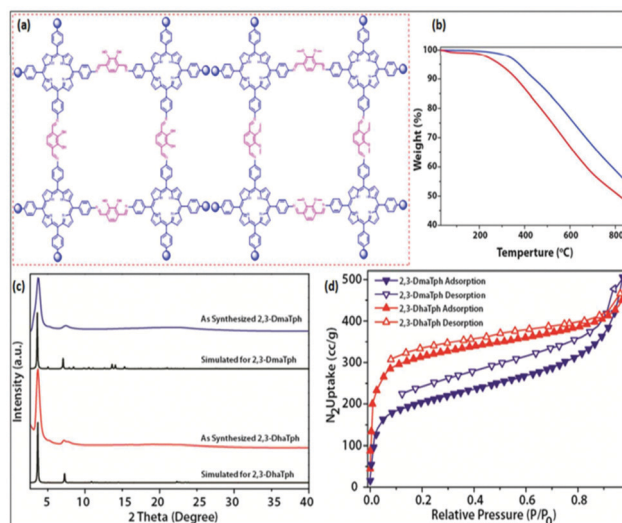 (a)
(b)
Weight (%)
100
90
80
70
60
50
40
200
400
600
800
Temperture (°C)
(c)
Intensity (a.u.)
As Synthesized 2,3-DmaTph
Simulated for 2,3-DmaTph
As Synthesized 2,3-DhaTph
Simulated for 2,3-DhaTph
5
10
15
20
25
30
35
40
2 Theta (Degree)
(d)
N2Uptake (cc/g)
500
400
300
200
100
0
2,3-DmaTph Adsorption
2,3-DmaTph Desorption
2,3-DhaTph Adsorption
2,3-DhaTph Desorption
0.0
0.2
0.4
0.6
0.8
Relative Pressure (P/P0)